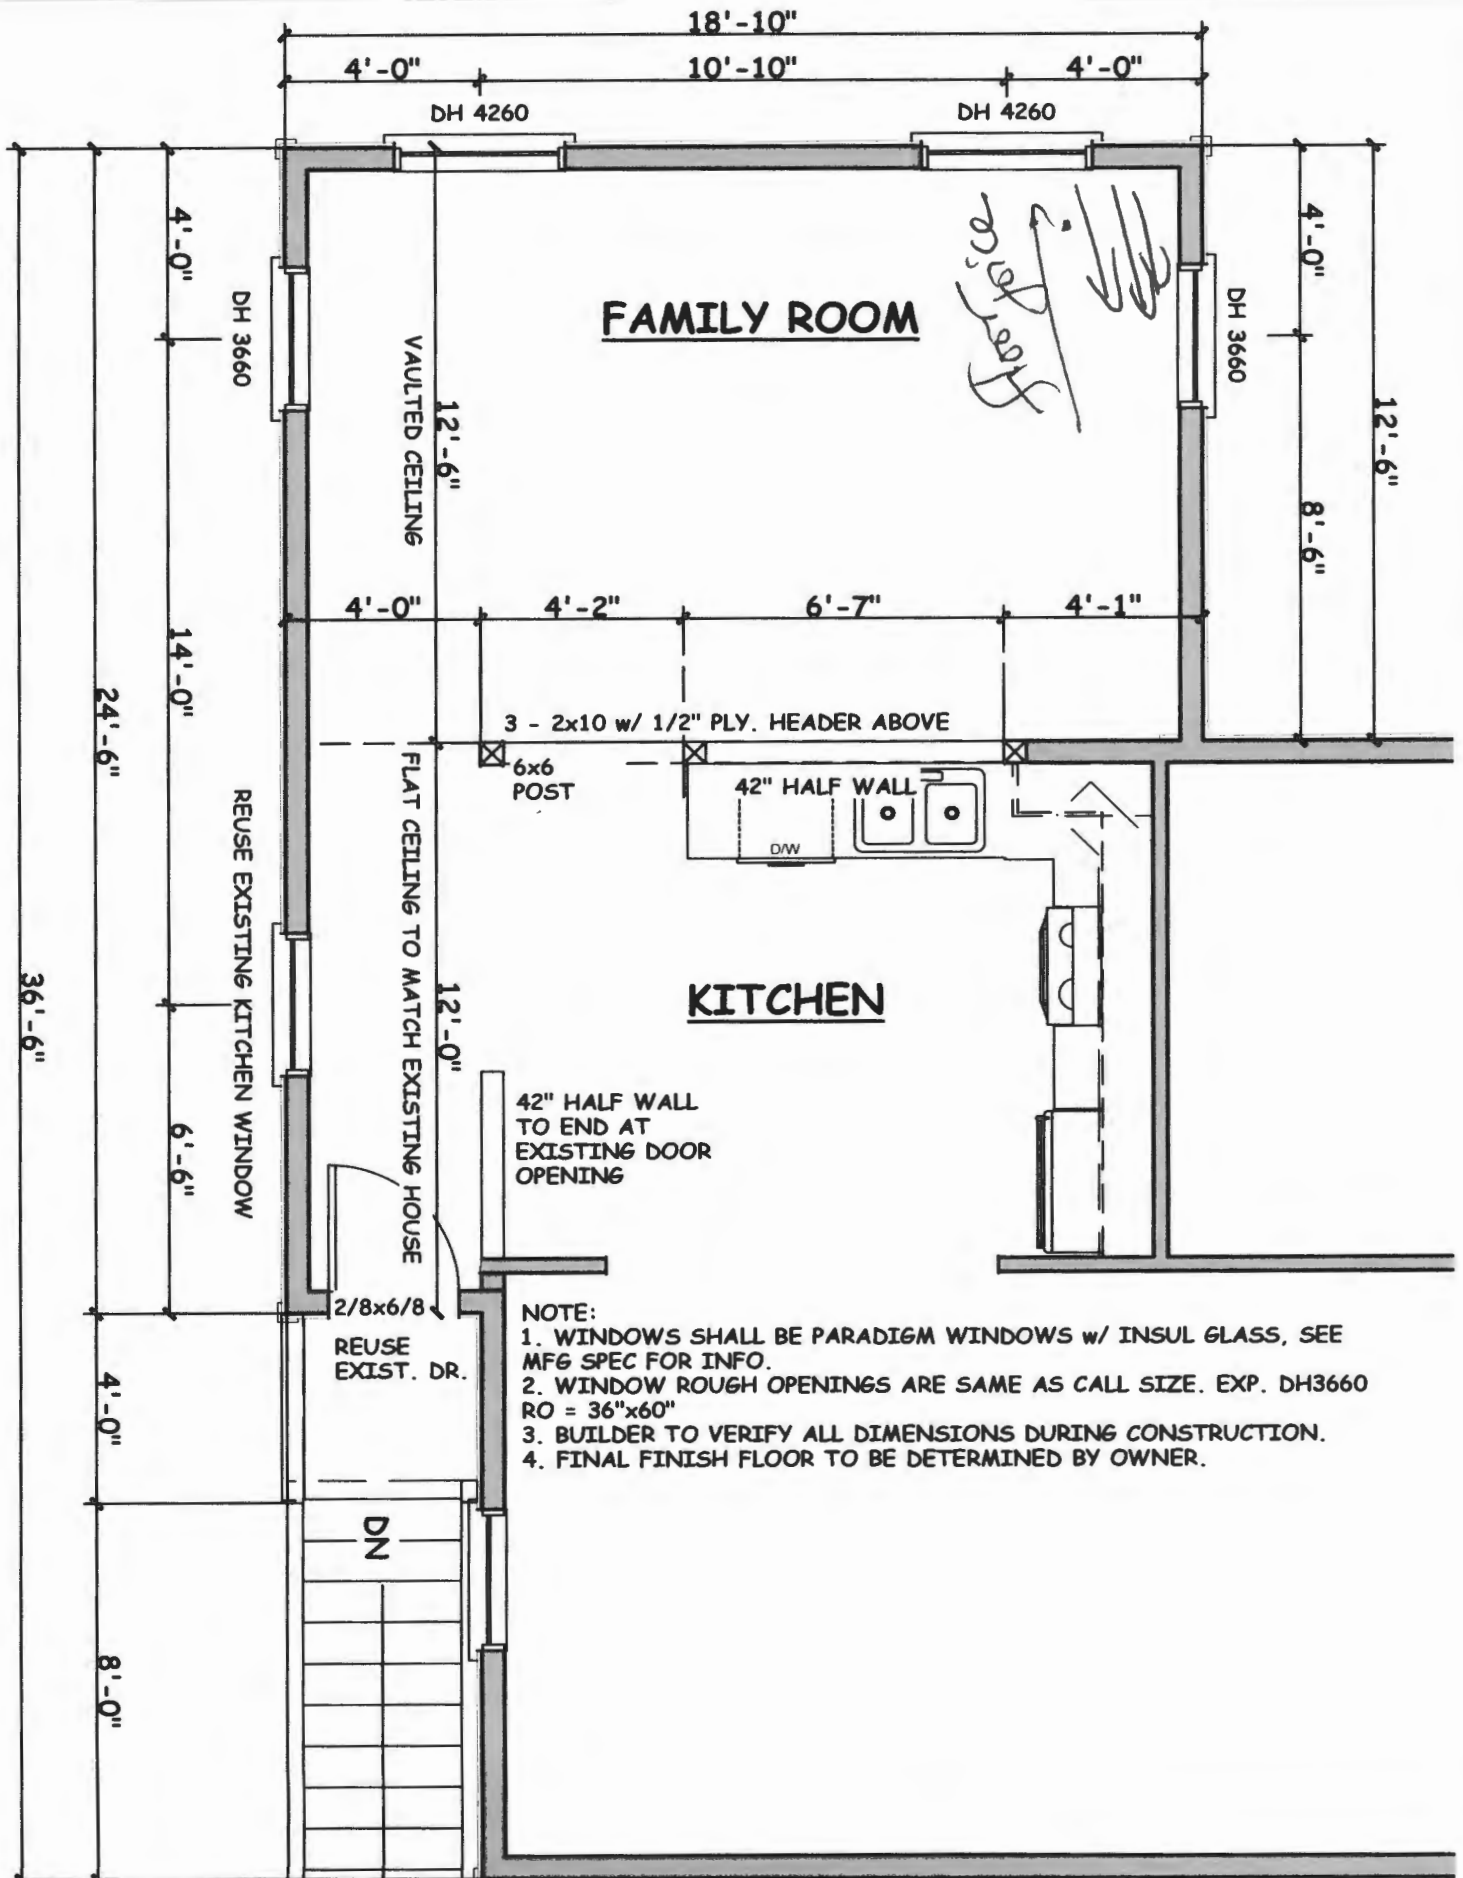 18'-10"
4'-0"
10'-10"
4'-0"
DH 4260
DH 4260
4'-0"
DH 3660
FAMILY ROOM
DH 3660
4'-0"
12'-6"
8'-6"
VAULTED CEILING
12'-6"
4'-0"
4'-2"
6'-7"
4'-1"
14'-0"
24'-6"
36'-6"
3 - 2x10 w/ 1/2" PLY. HEADER ABOVE
6x6
POST
42" HALF WALL
D/W
REUSE EXISTING KITCHEN WINDOW
FLAT CEILING TO MATCH EXISTING HOUSE
12'-0"
KITCHEN
6'-6"
42" HALF WALL
TO END AT
EXISTING DOOR
OPENING
2/8x6/8
REUSE
EXIST. DR.
NOTE:
1. WINDOWS SHALL BE PARADIGM WINDOWS w/ INSUL GLASS, SEE
MFG SPEC FOR INFO.
2. WINDOW ROUGH OPENINGS ARE SAME AS CALL SIZE. EXP. DH3660
RO = 36"x60"
3. BUILDER TO VERIFY ALL DIMENSIONS DURING CONSTRUCTION.
4. FINAL FINISH FLOOR TO BE DETERMINED BY OWNER.
4'-0"
DN
8'-0"